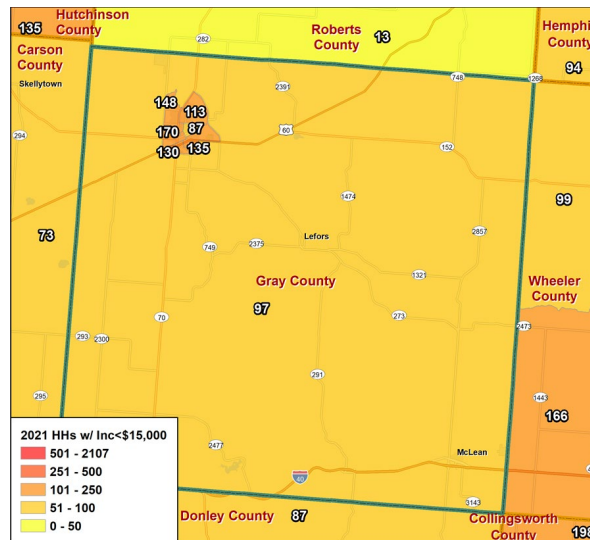 Hutchinson
County
135
Roberts
County
13
Hemphi
County
94
Carson
County
Skellytown
282
748
1268
2391
148
113
170
87
130
135
60
294
152
99
1474
73
Lefors
2857
749
2375
1321
Gray County
Wheeler
County
97
273
70
2473
293
2300
291
1443
295
166
2477
McLean
40
3143
Donley County
87
Collingsworth
County
2021 HHs w/ Inc<$15,000
501 - 2107
251 - 500
101 - 250
51 - 100
0 - 50